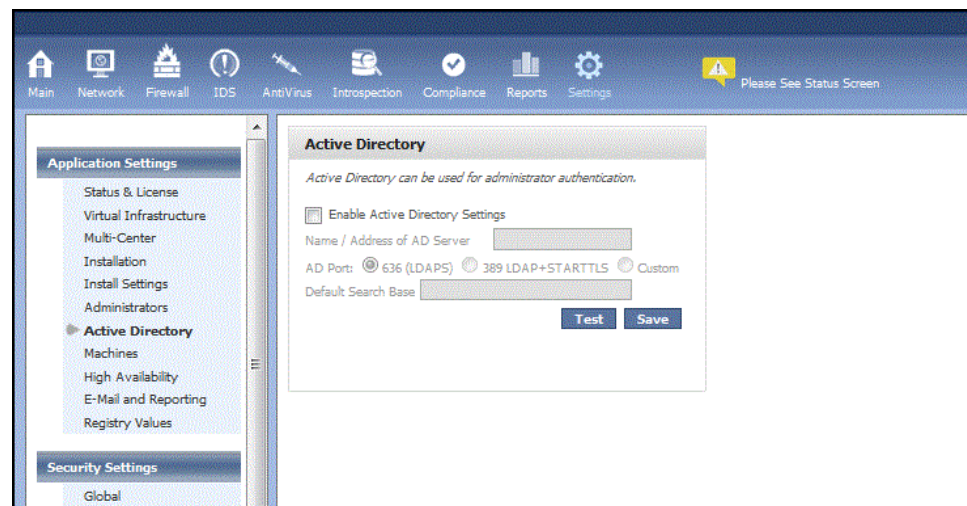 Main Network Firewall IDS AntiVirus Introspection Compliance Reports Settings Please See Status Screen
Application Settings
Status & License
Virtual Infrastructure
Multi-Center
Installation
Install Settings
Administrators
Active Directory
Machines
High Availability
E-Mail and Reporting
Registry Values
Security Settings
Global
Active Directory
Active Directory can be used for administrator authentication.
Enable Active Directory Settings
Name / Address of AD Server
AD Port: 636 (LDAPS) 389 LDAP+STARTTLS Custom
Default Search Base
Test Save